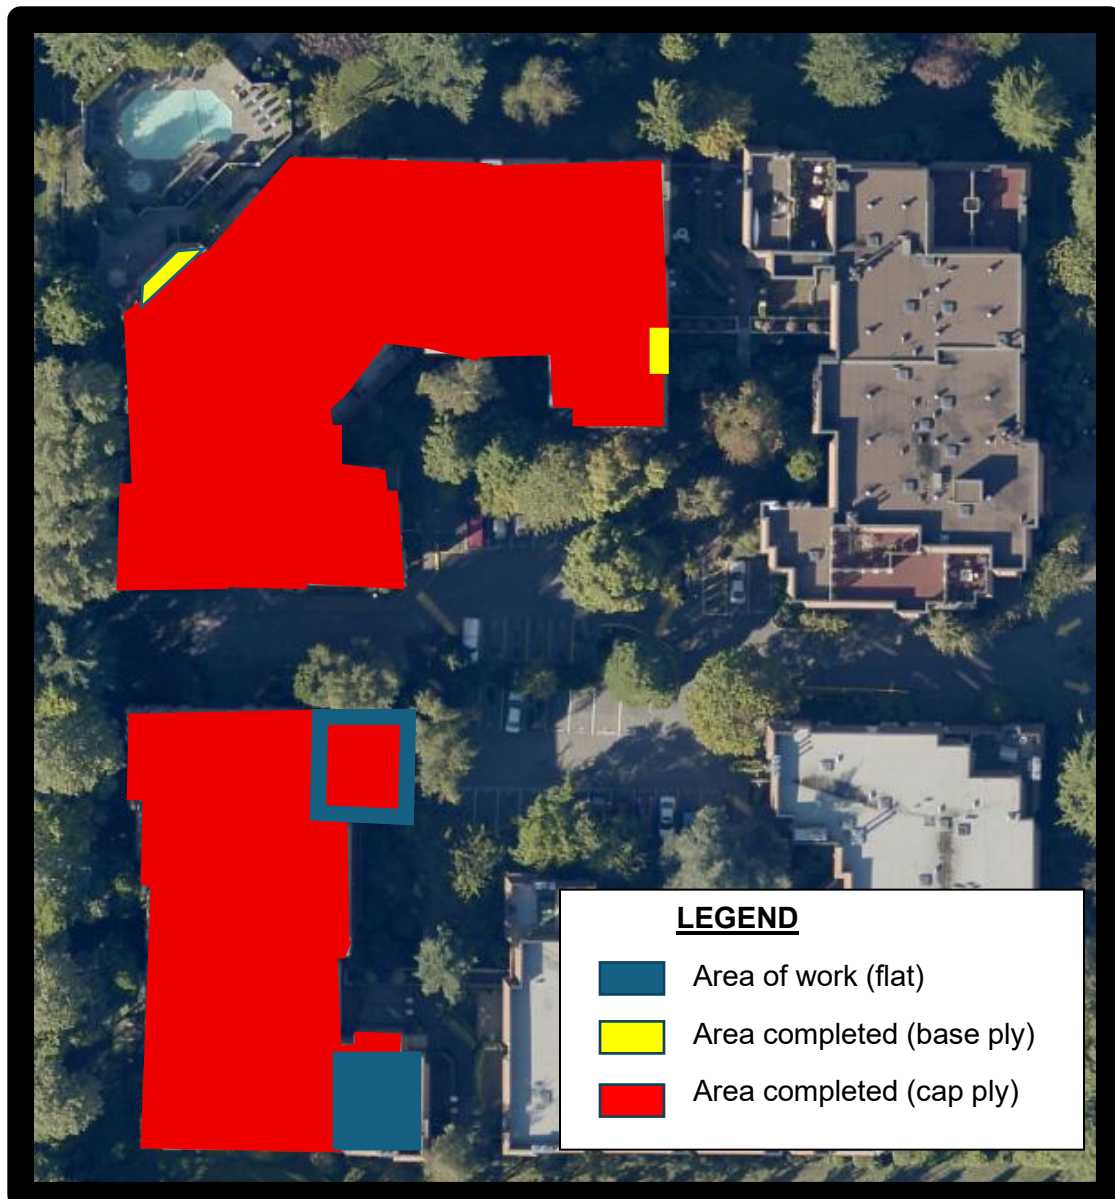 LEGEND
Area of work (flat)
Area completed (base ply)
Area completed (cap ply)